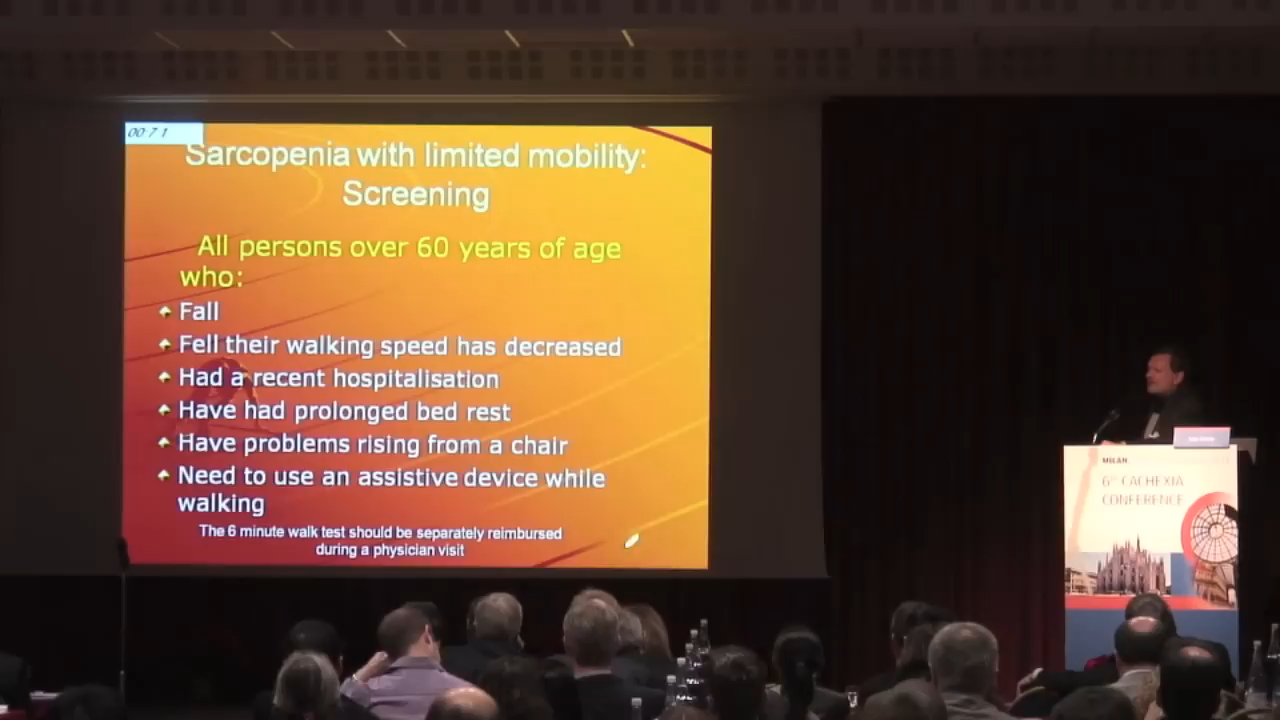 00 7 1
Sarcopenia with limited mobility:
Screening
All persons over 60 years of age
who:
Fall
Fell their walking speed has decreased
Had a recent hospitalisation
Have had prolonged bed rest
Have problems rising from a chair
Need to use an assistive device while
walking
The 6 minute walk test should be separately reimbursed
during a physician visit
MILAN
6th CACHEXIA
CONFERENCE